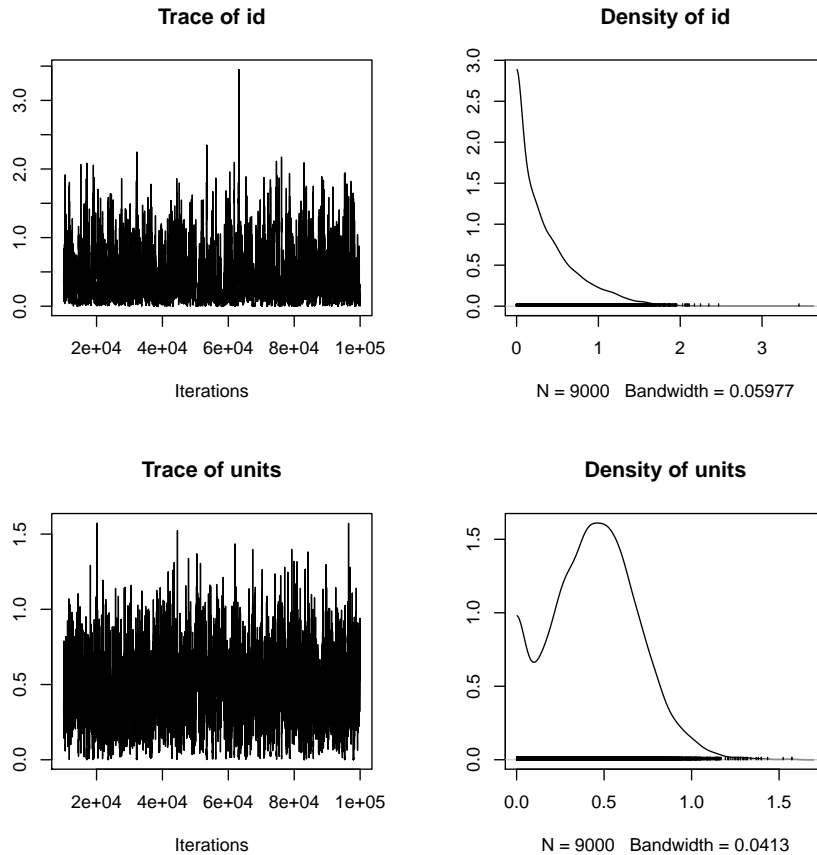 Trace of id
3.0
2.0
1.0
0.0
2e+04 4e+04 6e+04 8e+04 1e+05
Iterations
Density of id
3.0
2.5
2.0
1.5
1.0
0.5
0.0
0 1 2 3
N = 9000 Bandwidth = 0.05977
Trace of units
1.5
1.0
0.5
0.0
2e+04 4e+04 6e+04 8e+04 1e+05
Iterations
Density of units
1.5
1.0
0.5
0.0
0.0 0.5 1.0 1.5
N = 9000 Bandwidth = 0.0413